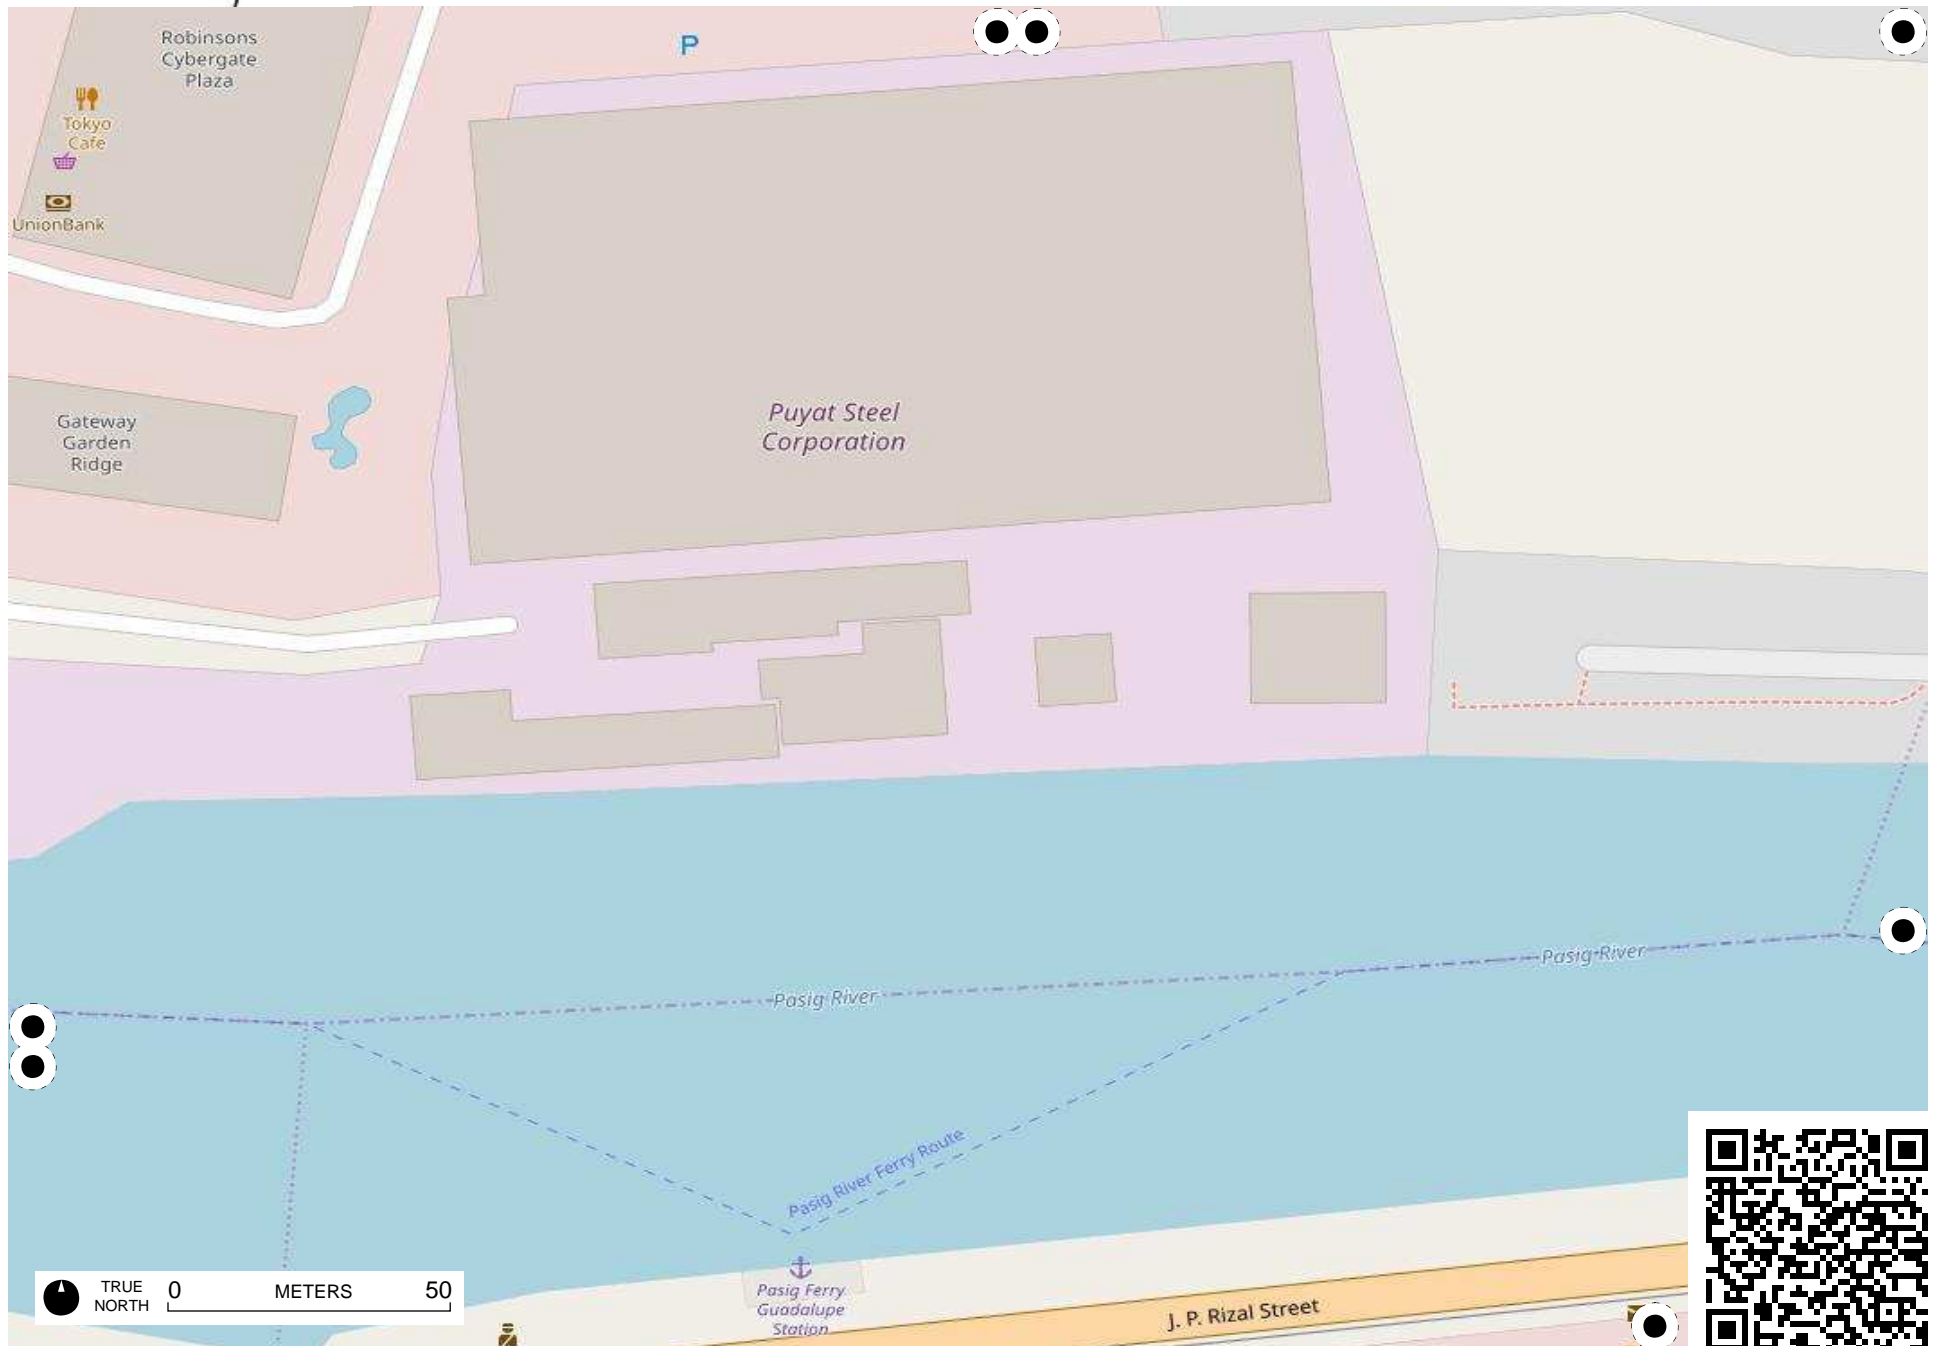 P
Robinsons
Cybergate
Plaza
Tokyo
Cafe
UnionBank
Gateway
Garden
Ridge
Puyat Steel
Corporation
Pasig River
Pasig River
Pasig River Ferry Route
Pasig Ferry
Guadalupe
Station
J. P. Rizal Street
TRUE
NORTH
0
METERS
50